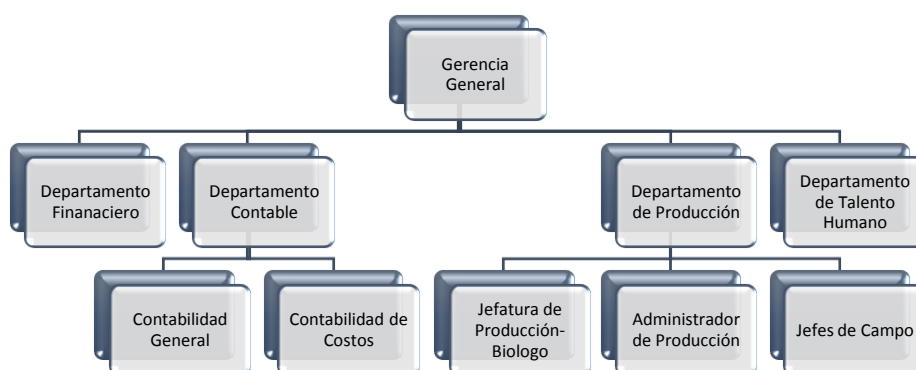 Gerencia
General
Departamento
Finanaciero
Departamento
Contable
Departamento
de Producción
Departamento
de Talento
Humano
Contabilidad
General
Contabilidad de
Costos
Jefatura de
Producción-
Biologo
Administrador
de Producción
Jefes de Campo